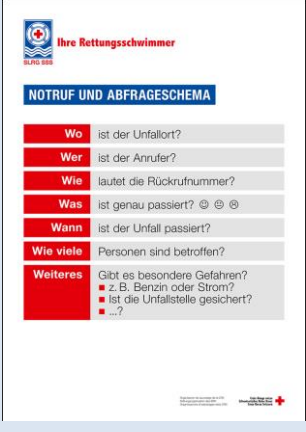 SLRG SSS
Ihre Rettungsschwimmer
NOTRUF UND ABFRAGESCHEMA
Wo ist der Unfallort?
Wer ist der Anrufer?
Wie lautet die Rückrufnummer?
Was ist genau passiert? ☺ 😐 ☹
Wann ist der Unfall passiert?
Wie viele Personen sind betroffen?
Weiteres Gibt es besondere Gefahren?
■ z. B. Benzin oder Strom?
■ Ist die Unfallstelle gesichert?
■ ...?